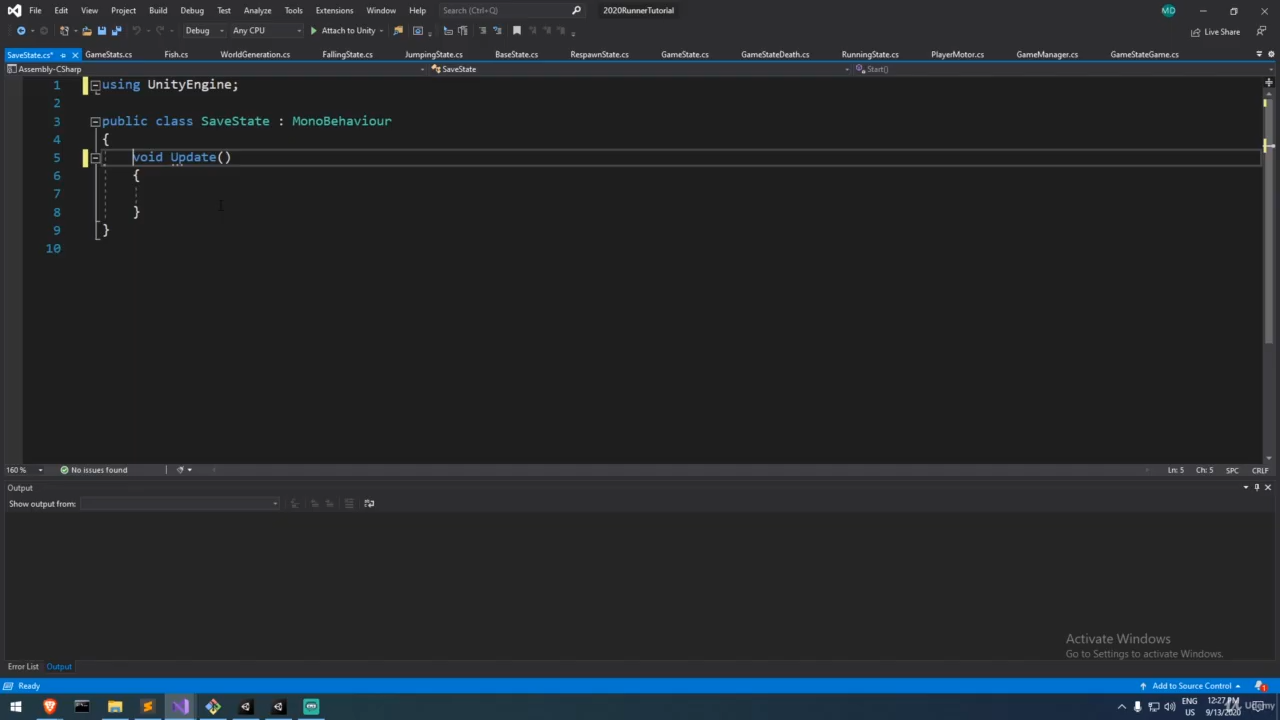 File Edit View Project Build Debug Test Analyze Tools Extensions Window Help Search (Ctrl+Q) 2020RunnerTutorial MD
Debug Any CPU Attach to Unity Live Share
SaveState.cs* GameStats.cs Fish.cs WorldGeneration.cs FallingState.cs JumpingState.cs BaseState.cs RespawnState.cs GameState.cs GameStateDeath.cs RunningState.cs PlayerMotor.cs GameManager.cs GameStateGame.cs
Assembly-CSharp SaveState Start()
1 using UnityEngine;
2
3 public class SaveState : MonoBehaviour
4 {
5 void Update()
6 {
7
8 }
9 }
10
160 % No issues found Ln: 5 Ch: 5 SPC CRLF
Output
Show output from:
Activate Windows
Go to Settings to activate Windows.
Error List Output
Ready Add to Source Control 1
ENG 12:27 PM
US 9/13/2020
Udemy